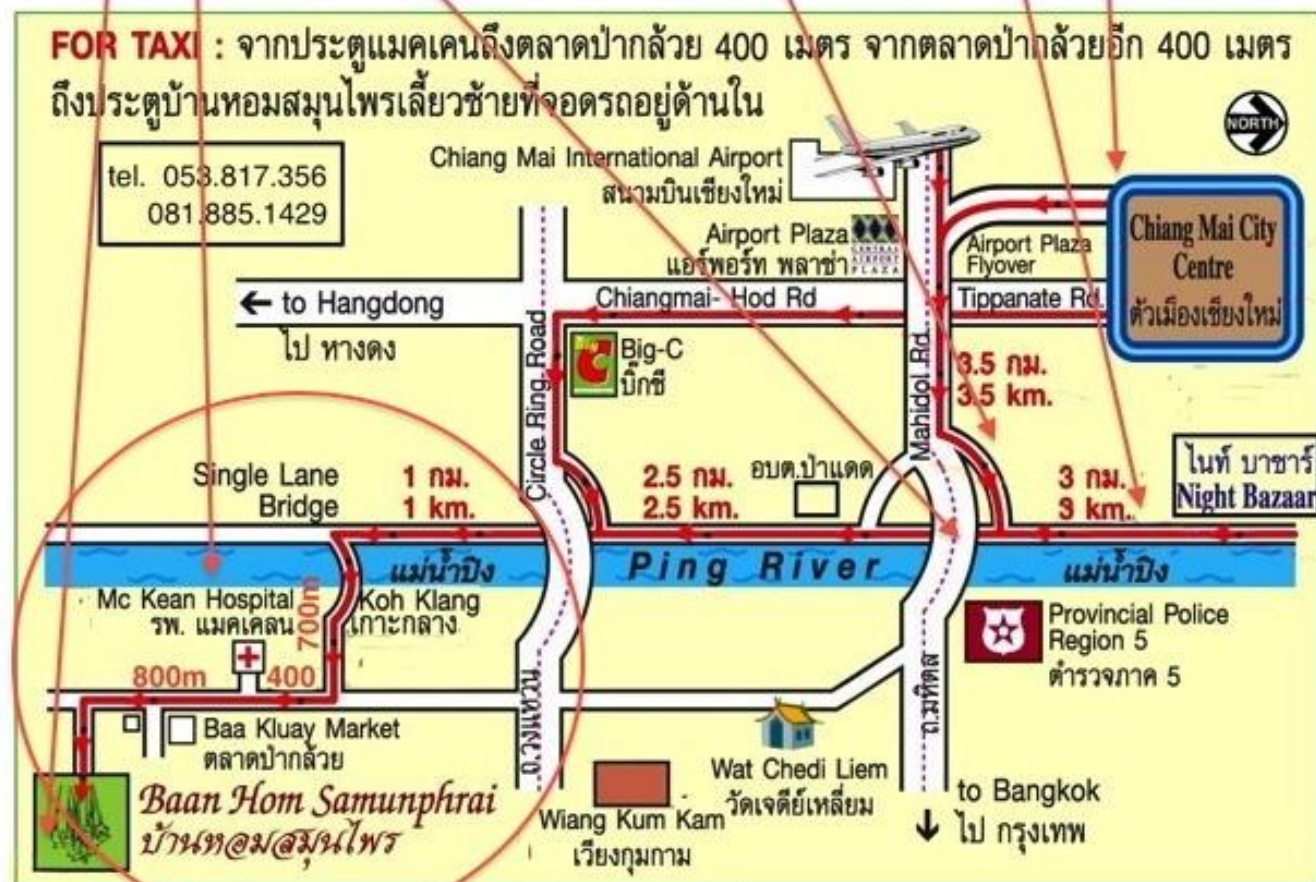 FOR TAXI : จากประตูแมคเคนถึงตลาดป่ากล้วย 400 เมตร จากตลาดป่ากล้วยอีก 400 เมตร
ถึงประตูบ้านหอมสมุนไพรเลี้ยวซ้ายที่จอดรถอยู่ด้านใน
NORTH
tel. 053.817.356
081.885.1429
Chiang Mai International Airport
สนามบินเชียงใหม่
Airport Plaza
แอร์พอร์ท พลาซ่า
CENTRAL
AIRPORT
PLAZA
Airport Plaza
Flyover
Chiang Mai City
Centre
ตัวเมืองเชียงใหม่
← to Hangdong
ไป หางดง
Chiangmai- Hod Rd
Tippanate Rd.
Circle Ring Road
Big C
Big-C
บิ๊กซี
Mahidol Rd.
3.5 กม.
3.5 km.
Single Lane
Bridge
1 กม.
1 km.
2.5 กม.
2.5 km.
อบต.ป่าแดด
3 กม.
3 km.
ไนท์ บาซาร์
Night Bazaar
แม่น้ำปิง
Ping River
แม่น้ำปิง
Mc Kean Hospital
รพ. แมคเคลน
700m
Koh Klang
เกาะกลาง
800m
400
Provincial Police
Region 5
ตำรวจภาค 5
Baa Kluay Market
ตลาดป่ากล้วย
ถ.วงแหวน
ถ.มหิดล
Baan Hom Samunphrai
บ้านหอมสมุนไพร
Wiang Kum Kam
เวียงกุมกาม
Wat Chedi Liem
วัดเจดีย์เหลี่ยม
to Bangkok
↓ ไป กรุงเทพ